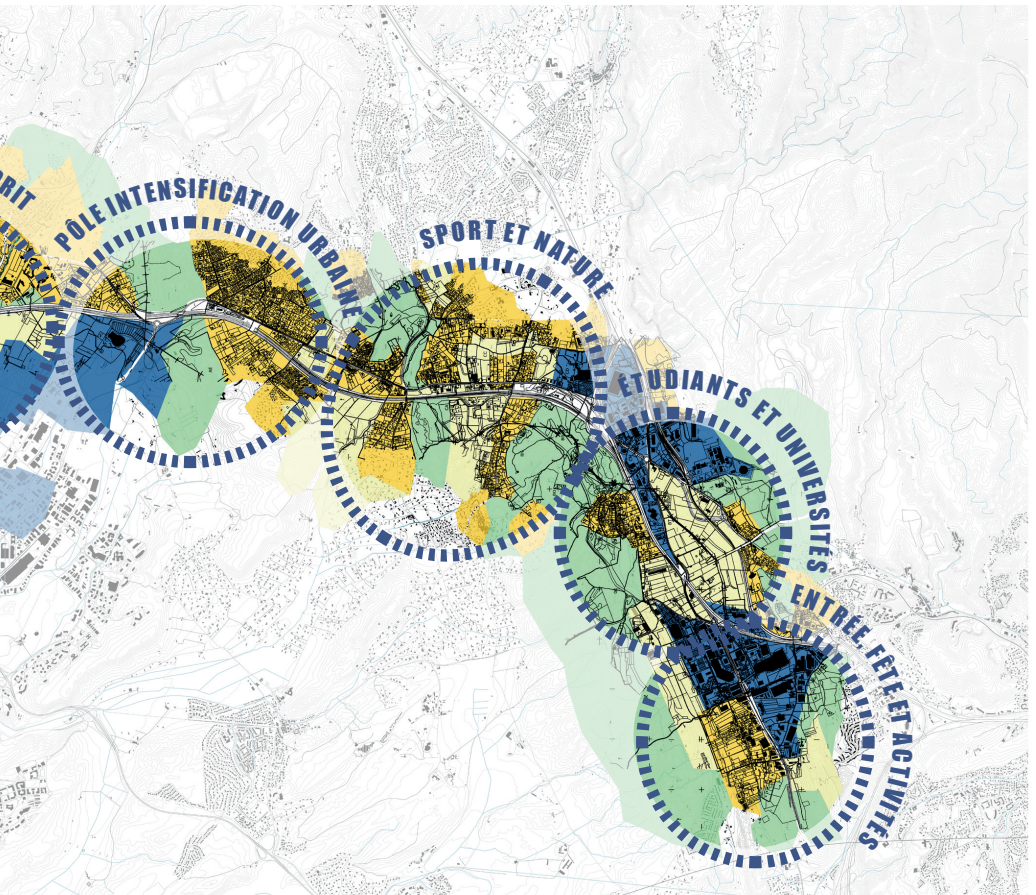 PÔLE INTENSIFICATION URBAINE
SPORT ET NATURE
ÉTUDIANTS ET UNIVERSITÉS
ENTRÉE, FÊTE ET ACTIVITÉS